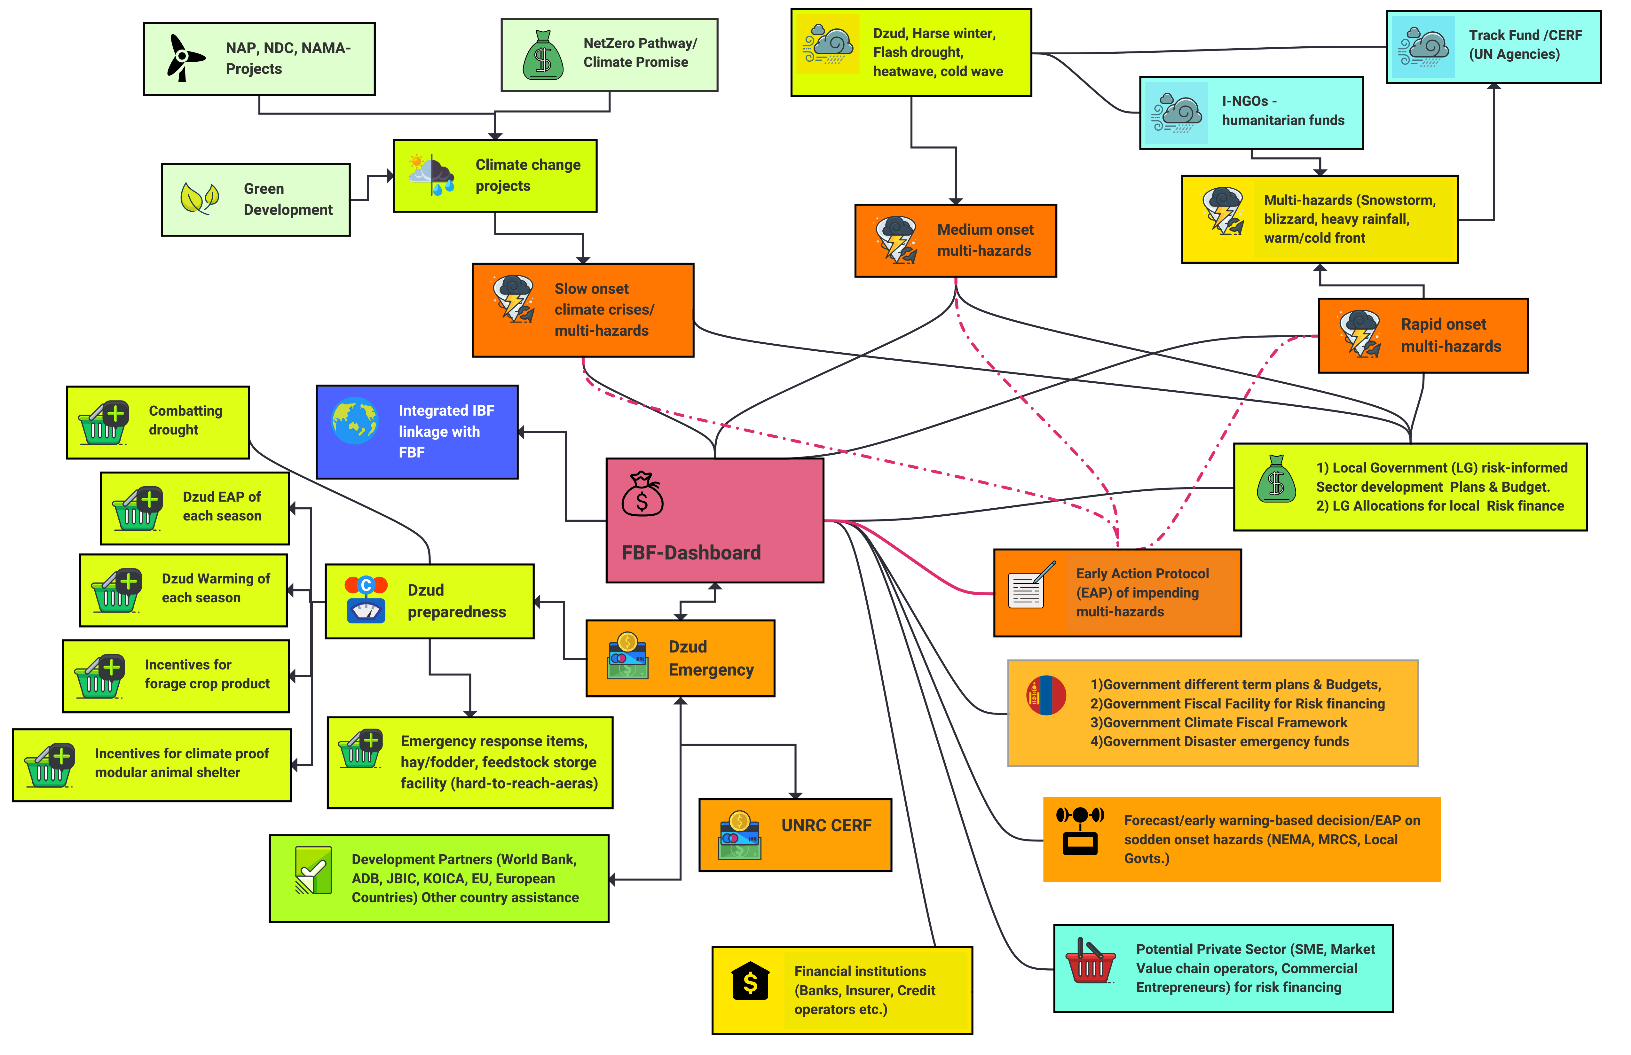 NAP, NDC, NAMA-
Projects
NetZero Pathway/
Climate Promise
Dzud, Harse winter,
Flash drought,
heatwave, cold wave
Track Fund /CERF
(UN Agencies)
I-NGOs -
humanitarian funds
Climate change
projects
Green
Development
Multi-hazards (Snowstorm,
blizzard, heavy rainfall,
warm/cold front
Medium onset
multi-hazards
Slow onset
climate crises/
multi-hazards
Rapid onset
multi-hazards
Combatting
drought
Integrated IBF
linkage with
FBF
1) Local Government (LG) risk-informed
Sector development Plans & Budget.
2) LG Allocations for local Risk finance
Dzud EAP of
each season
$
FBF-Dashboard
Early Action Protocol
(EAP) of impending
multi-hazards
Dzud Warming of
each season
C
Dzud
preparedness
Dzud
Emergency
Incentives for
forage crop product
1)Government different term plans & Budgets,
2)Government Fiscal Facility for Risk financing
3)Government Climate Fiscal Framework
4)Government Disaster emergency funds
Incentives for climate proof
modular animal shelter
Emergency response items,
hay/fodder, feedstock storge
facility (hard-to-reach-aeras)
UNRC CERF
Forecast/early warning-based decision/EAP on
sodden onset hazards (NEMA, MRCS, Local
Govts.)
Development Partners (World Bank,
ADB, JBIC, KOICA, EU, European
Countries) Other country assistance
Potential Private Sector (SME, Market
Value chain operators, Commercial
Entrepreneurs) for risk financing
$
Financial institutions
(Banks, Insurer, Credit
operators etc.)